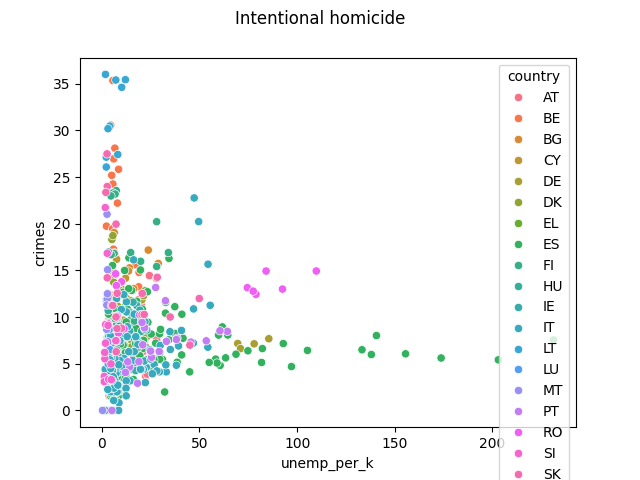 Intentional homicide
crimes
35
30
25
20
15
10
5
0
0
50
100
150
200
unemp_per_k
country
AT
BE
BG
CY
DE
DK
EL
ES
FI
HU
IE
IT
LT
LU
MT
PT
RO
SI
SK